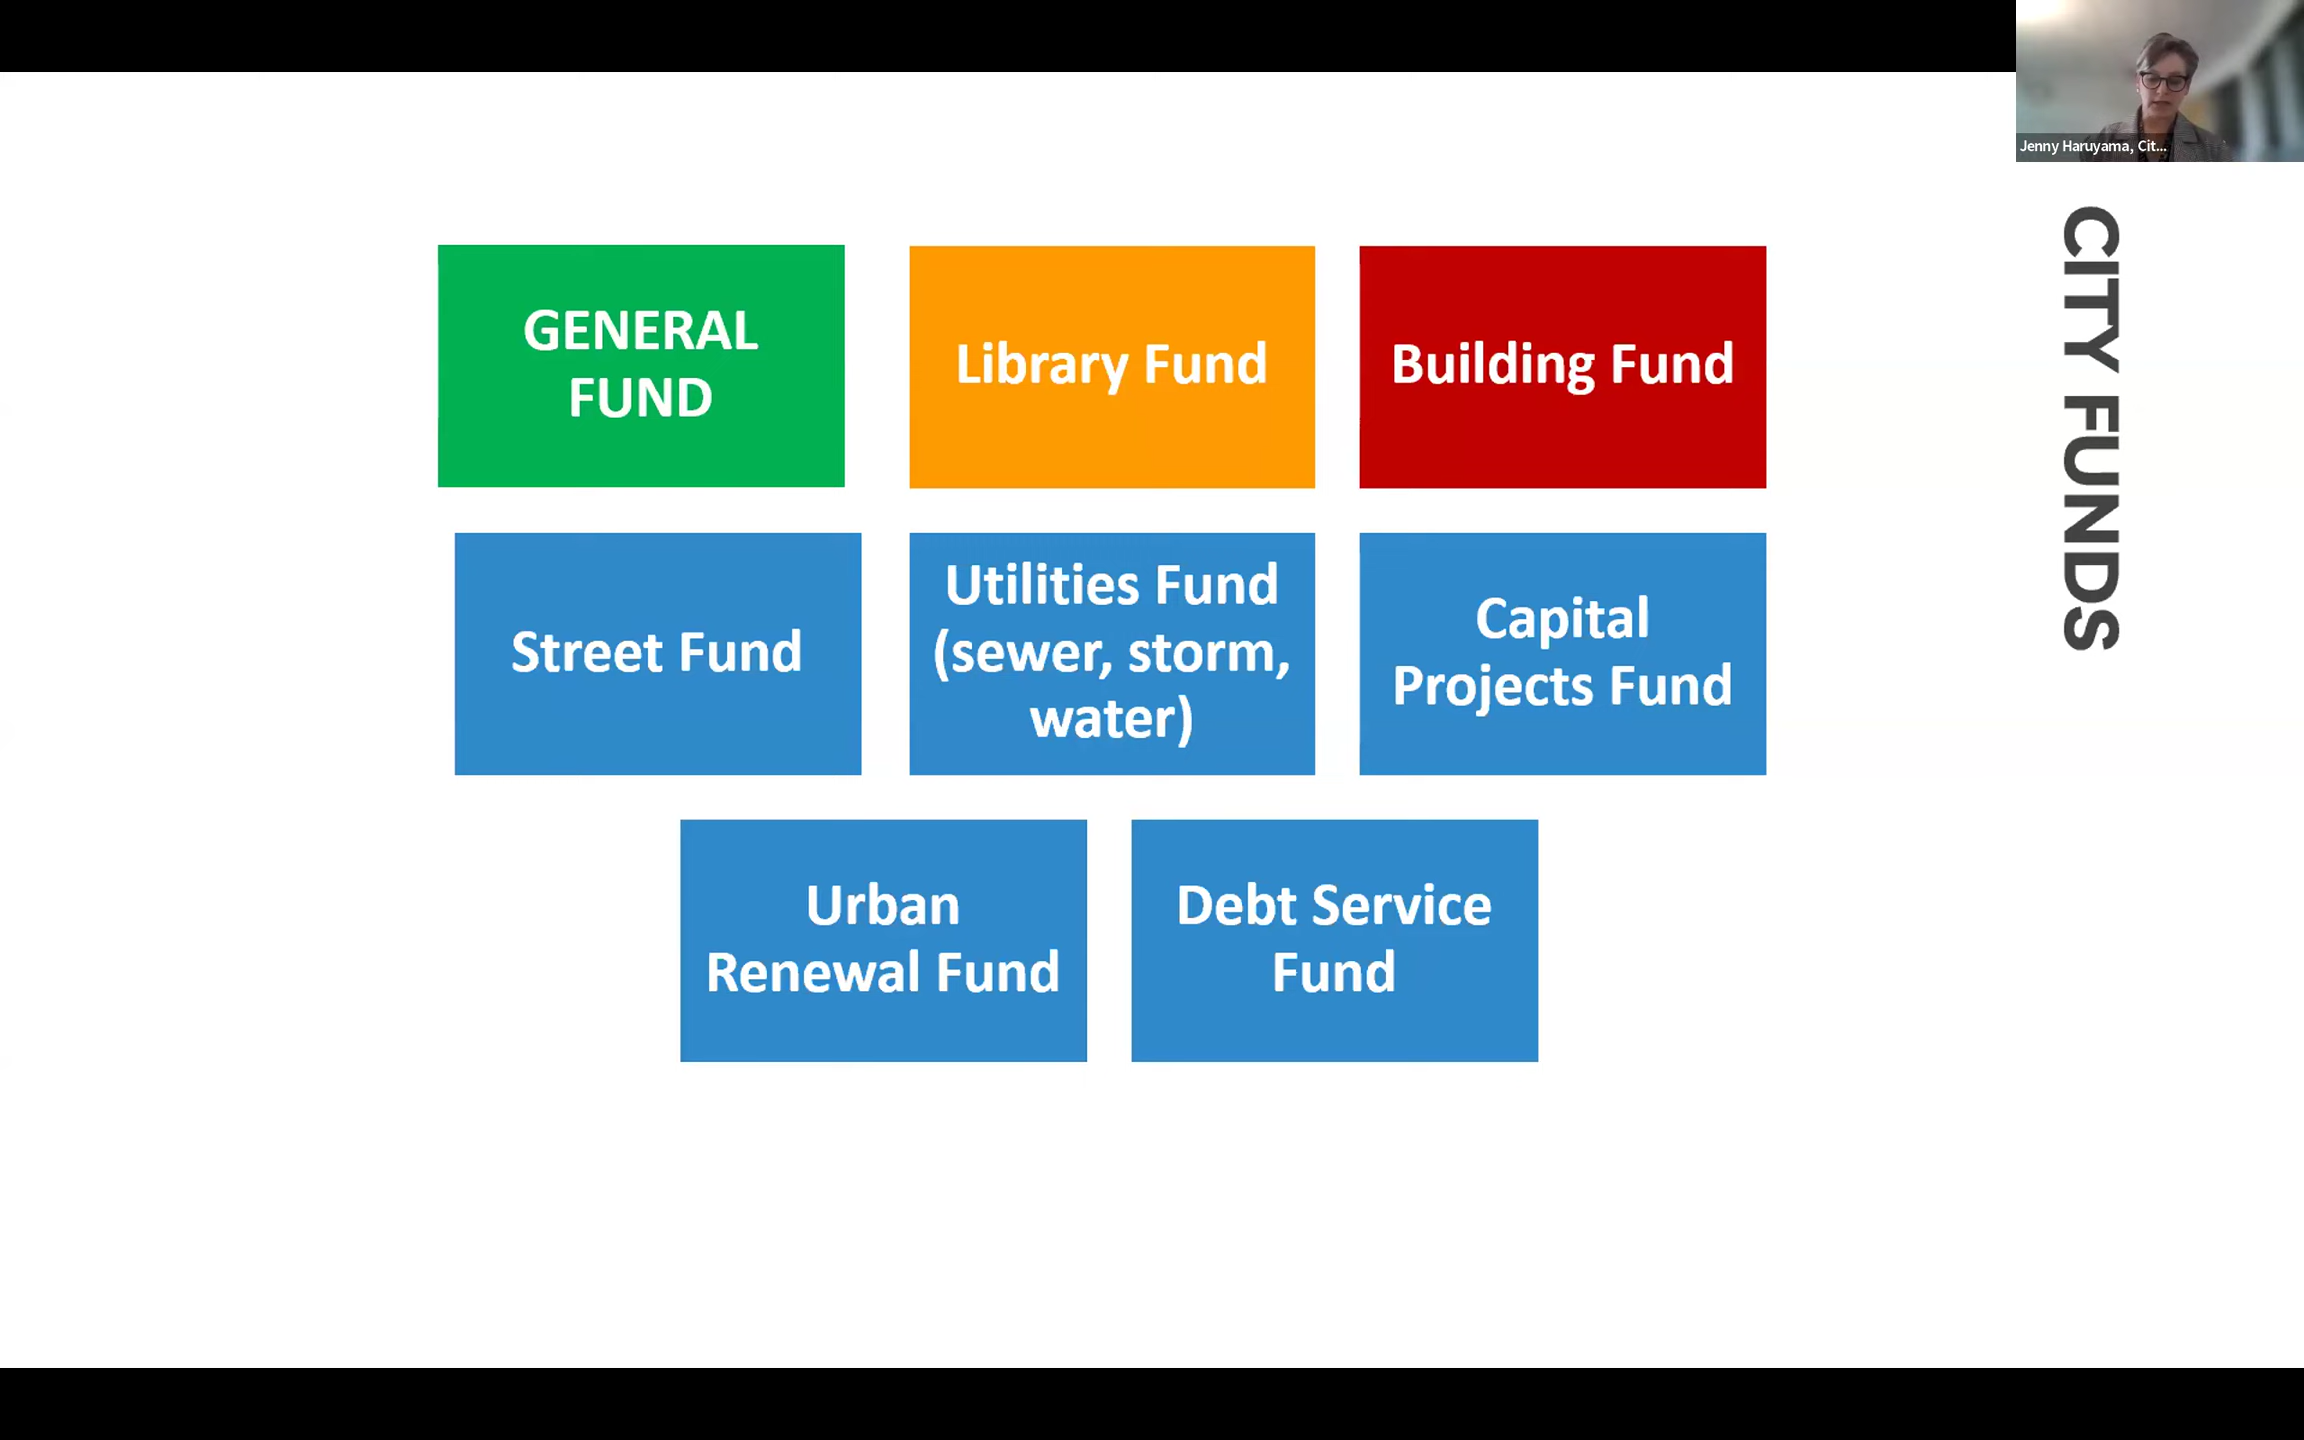 Jenny Haruyama, Cit...
CITY FUNDS
GENERAL
FUND
Library Fund
Building Fund
Street Fund
Utilities Fund
(sewer, storm,
water)
Capital
Projects Fund
Urban
Renewal Fund
Debt Service
Fund